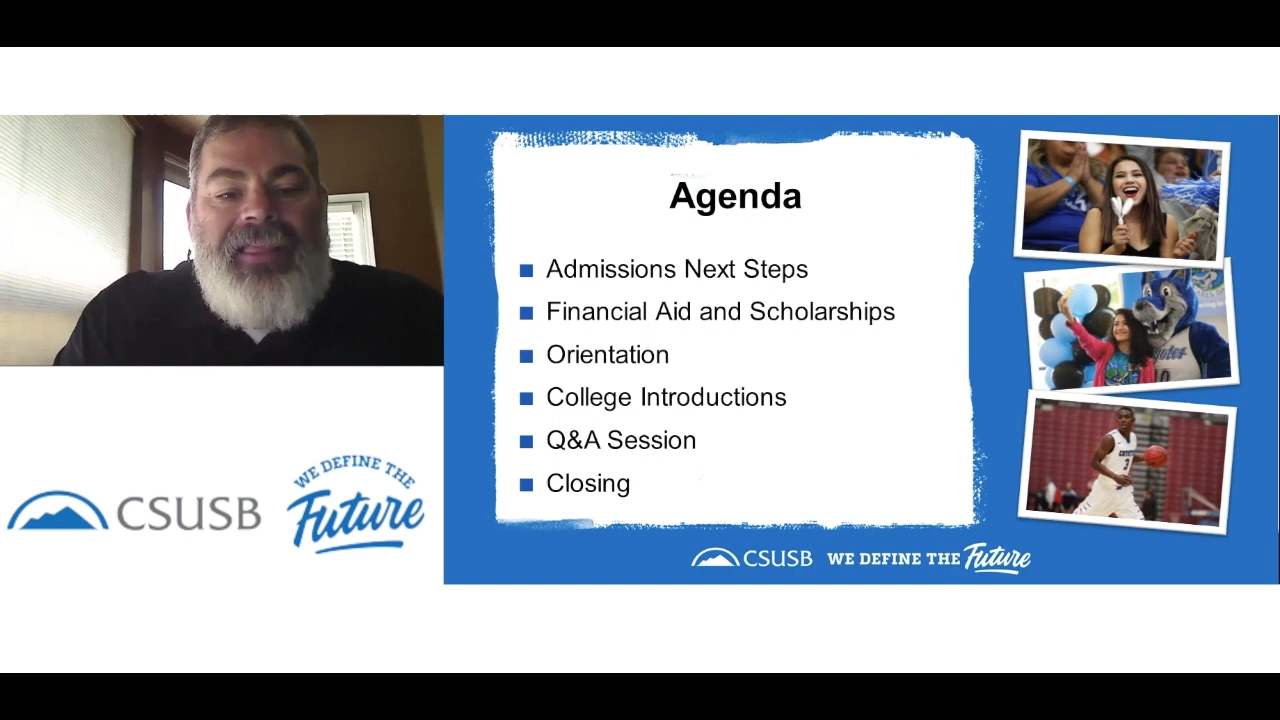 Agenda
Admissions Next Steps
Financial Aid and Scholarships
Orientation
College Introductions
Q&A Session
Closing
CSUSB
WE DEFINE THE
Future
CSUSB WE DEFINE THE Future